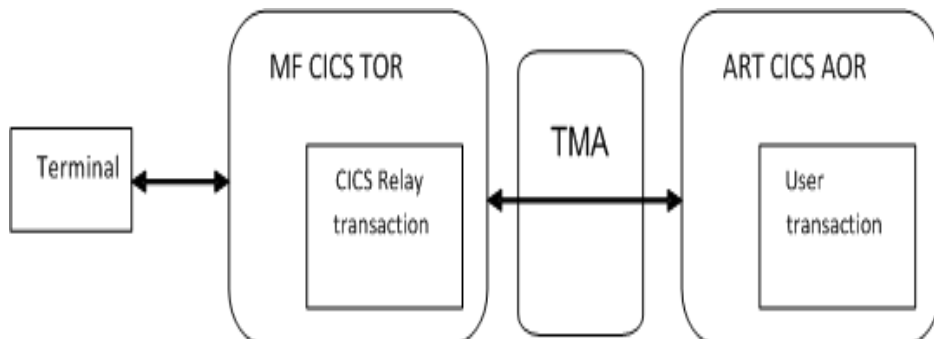 MF CICS TOR
ART CICS AOR
TMA
Terminal
CICS Relay
transaction
User
transaction